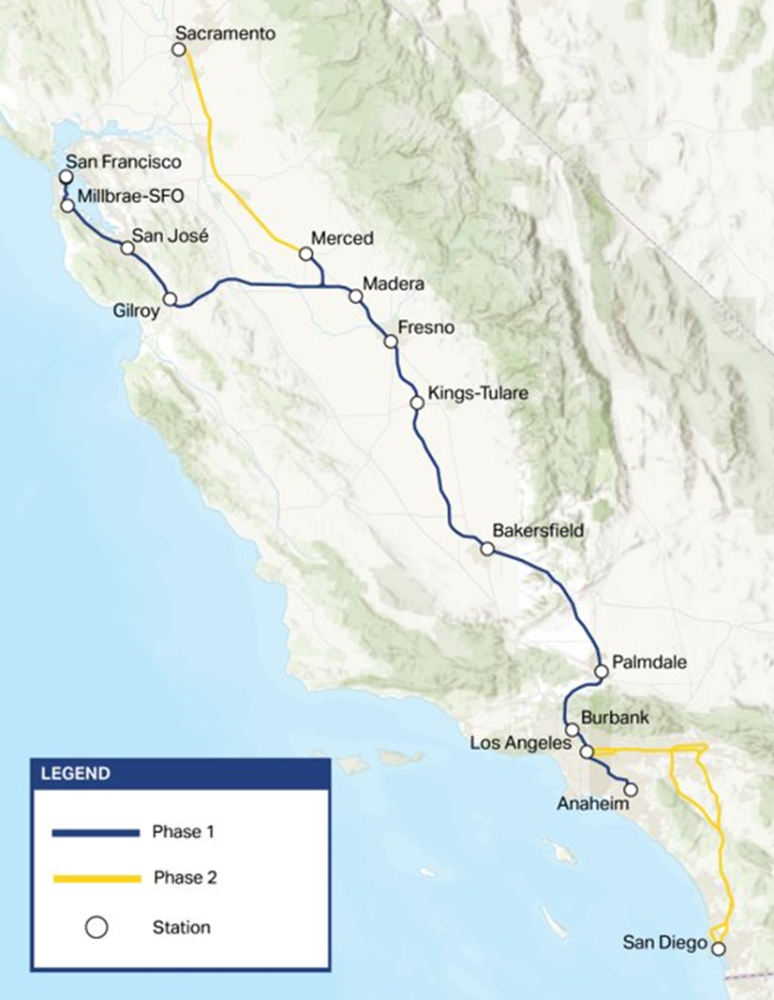 Sacramento
San Francisco
Millbrae-SFO
San José
Merced
Madera
Gilroy
Fresno
Kings-Tulare
Bakersfield
Palmdale
Burbank
Los Angeles
Anaheim
San Diego
LEGEND
Phase 1
Phase 2
Station